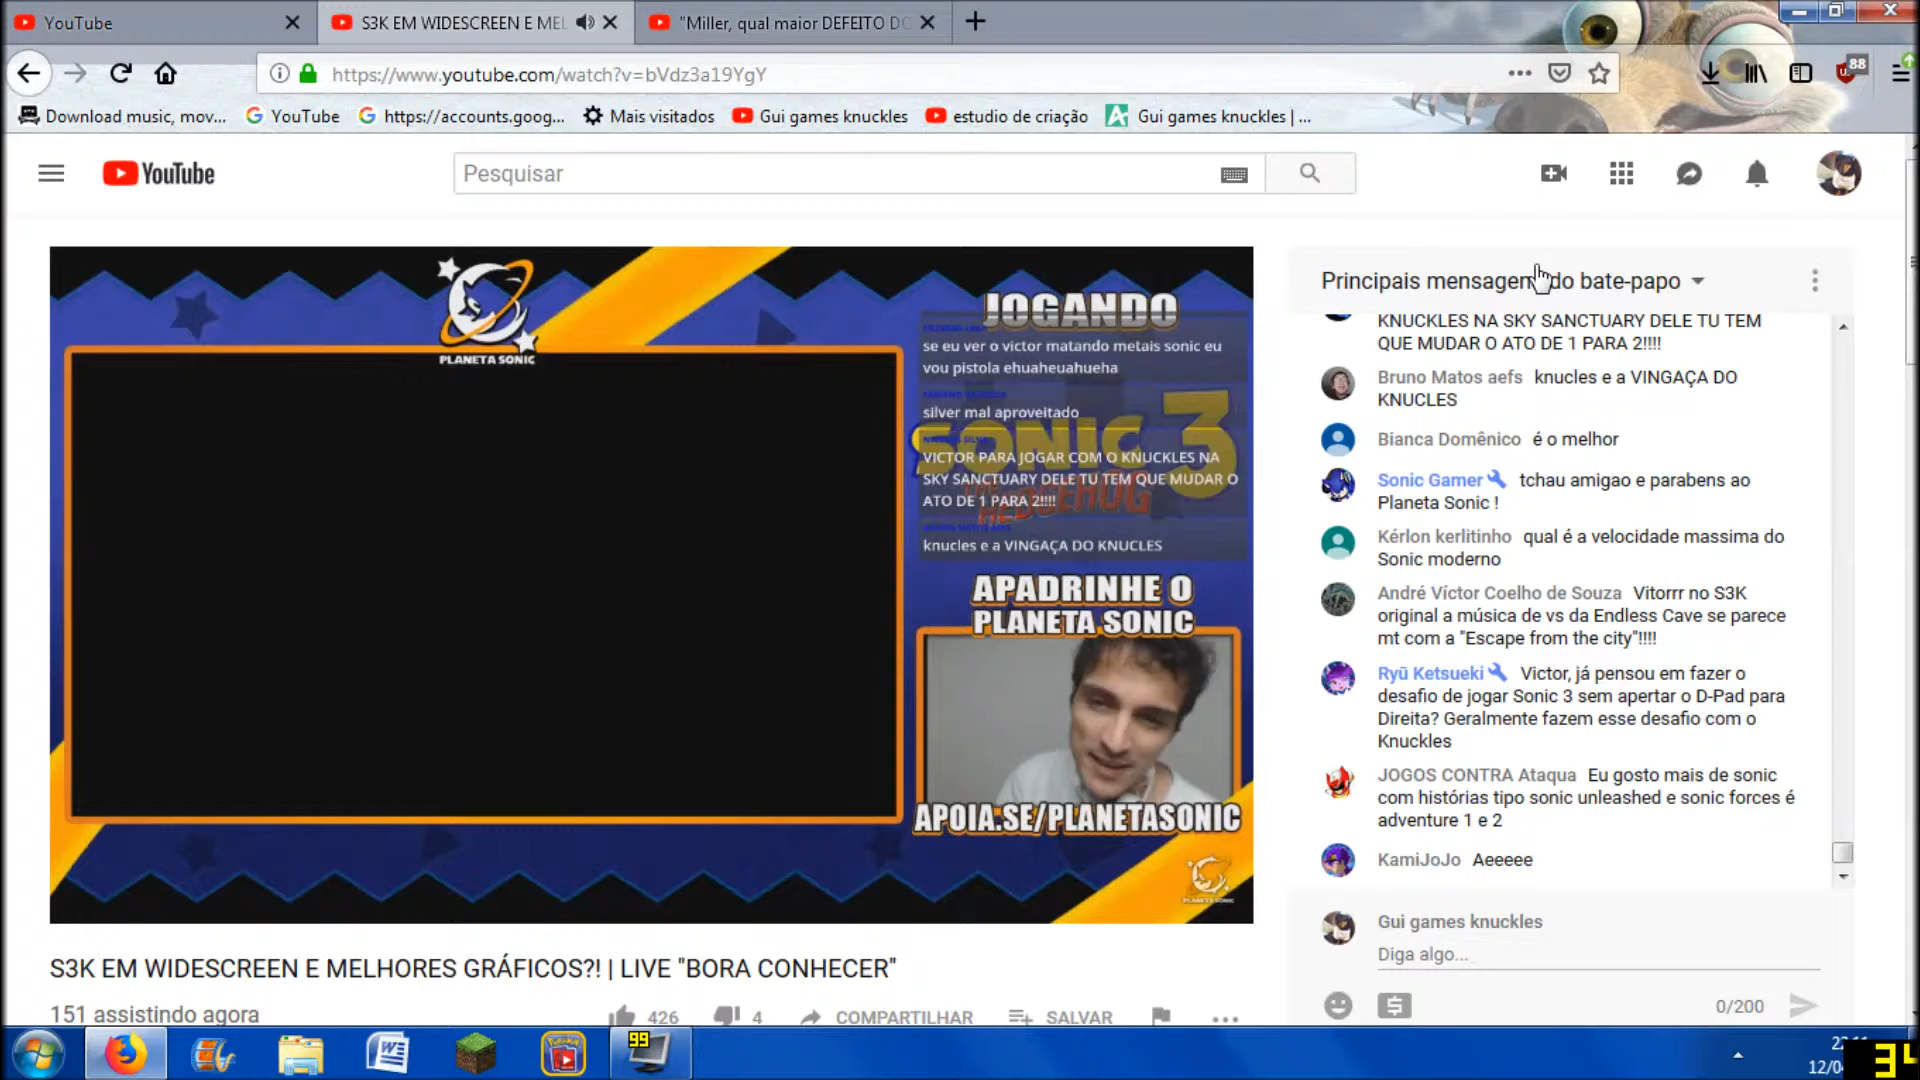 YouTube
S3K EM WIDESCREEN E MEL
"Miller, qual maior DEFEITO DO
https://www.youtube.com/watch?v=bVdz3a19YgY
88
Download music, mov...
YouTube
https://accounts.goog...
Mais visitados
Gui games knuckles
estudio de criação
Gui games knuckles | ...
YouTube
Pesquisar
PLANETA SONIC
JOGANDO
se eu ver o victor matando metais sonic eu
vou pistola ehuaheuahueha
silver mal aproveitado
VICTOR PARA JOGAR COM O KNUCKLES NA
SKY SANCTUARY DELE TU TEM QUE MUDAR O
ATO DE 1 PARA 2!!!!
knucles e a VINGAÇA DO KNUCLES
SONIC 3
THE HEDGEHOG
APADRINHE O
PLANETA SONIC
APOIA.SE/PLANETASONIC
PLANETA SONIC
Principais mensagens do bate-papo
KNUCKLES NA SKY SANCTUARY DELE TU TEM
QUE MUDAR O ATO DE 1 PARA 2!!!!
Bruno Matos aefs knucles e a VINGAÇA DO
KNUCLES
Bianca Domênico é o melhor
Sonic Gamer tchau amigao e parabens ao
Planeta Sonic !
Kérlon kerlitinho qual é a velocidade massima do
Sonic moderno
André Víctor Coelho de Souza Vitorrr no S3K
original a música de vs da Endless Cave se parece
mt com a "Escape from the city"!!!!
Ryū Ketsueki Victor, já pensou em fazer o
desafio de jogar Sonic 3 sem apertar o D-Pad para
Direita? Geralmente fazem esse desafio com o
Knuckles
JOGOS CONTRA Ataqua Eu gosto mais de sonic
com histórias tipo sonic unleashed e sonic forces é
adventure 1 e 2
KamiJoJo Aeeeee
Gui games knuckles
Diga algo...
0/200
S3K EM WIDESCREEN E MELHORES GRÁFICOS?! | LIVE "BORA CONHECER"
151 assistindo agora
426
4
COMPARTILHAR
SALVAR
99